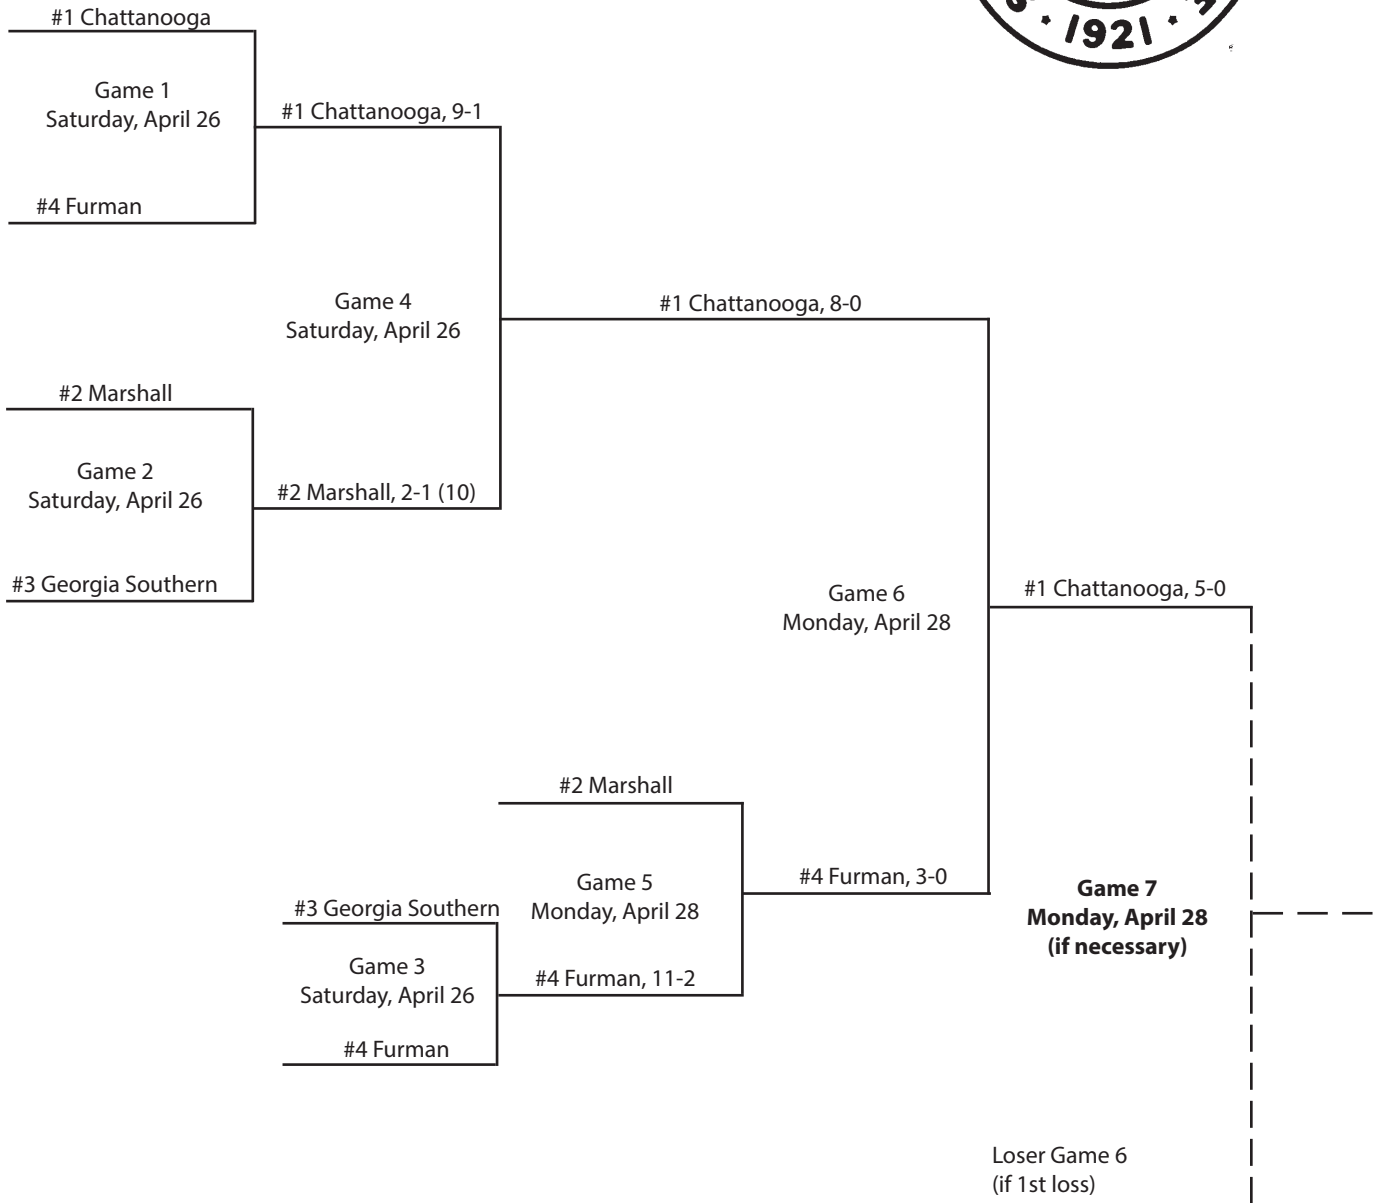 #1 Chattanooga
· 1921 ·
Game 1
Saturday, April 26
#1 Chattanooga, 9-1
#4 Furman
Game 4
Saturday, April 26
#1 Chattanooga, 8-0
#2 Marshall
Game 2
Saturday, April 26
#2 Marshall, 2-1 (10)
#3 Georgia Southern
Game 6
Monday, April 28
#1 Chattanooga, 5-0
#2 Marshall
Game 5
Monday, April 28
#4 Furman, 3-0
Game 7
Monday, April 28
(if necessary)
#3 Georgia Southern
Game 3
Saturday, April 26
#4 Furman, 11-2
#4 Furman
Loser Game 6
(if 1st loss)